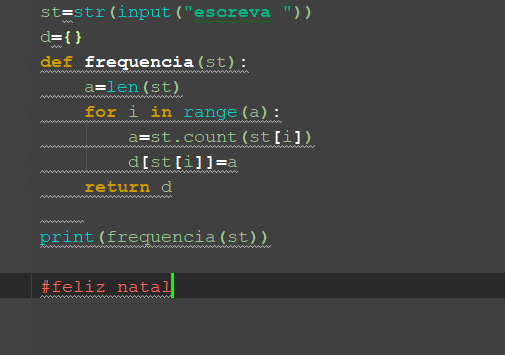 st=str(input("escreva "))
d={}
def frequencia(st):
    a=len(st)
    for i in range(a):
        a=st.count(st[i])
        d[st[i]]=a
    return d
print(frequencia(st))
#feliz natal